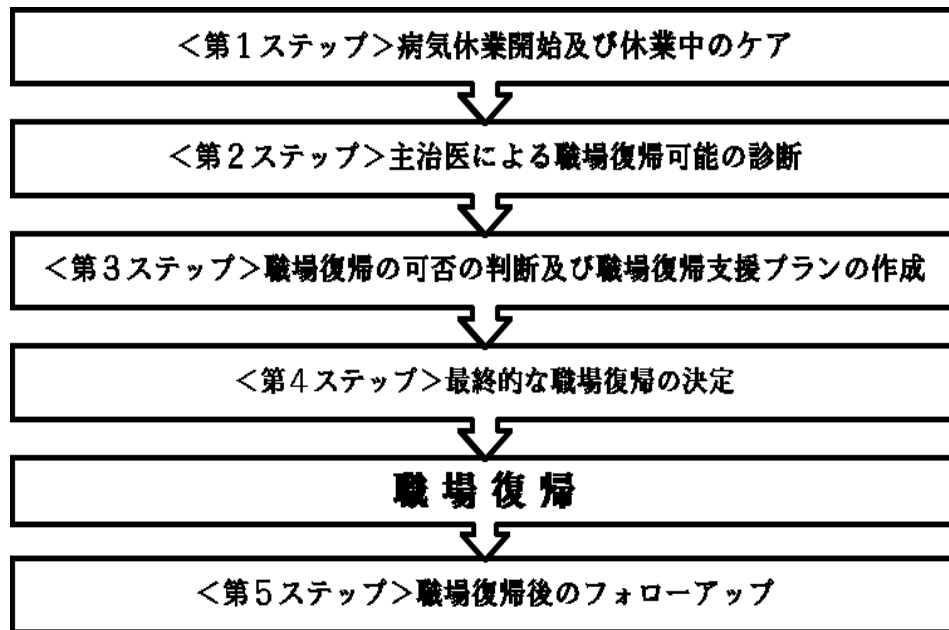 ＜第１ステップ＞病気休業開始及び休業中のケア
＜第２ステップ＞主治医による職場復帰可能の診断
＜第３ステップ＞職場復帰の可否の判断及び職場復帰支援プランの作成
＜第４ステップ＞最終的な職場復帰の決定
職場復帰
＜第５ステップ＞職場復帰後のフォローアップ